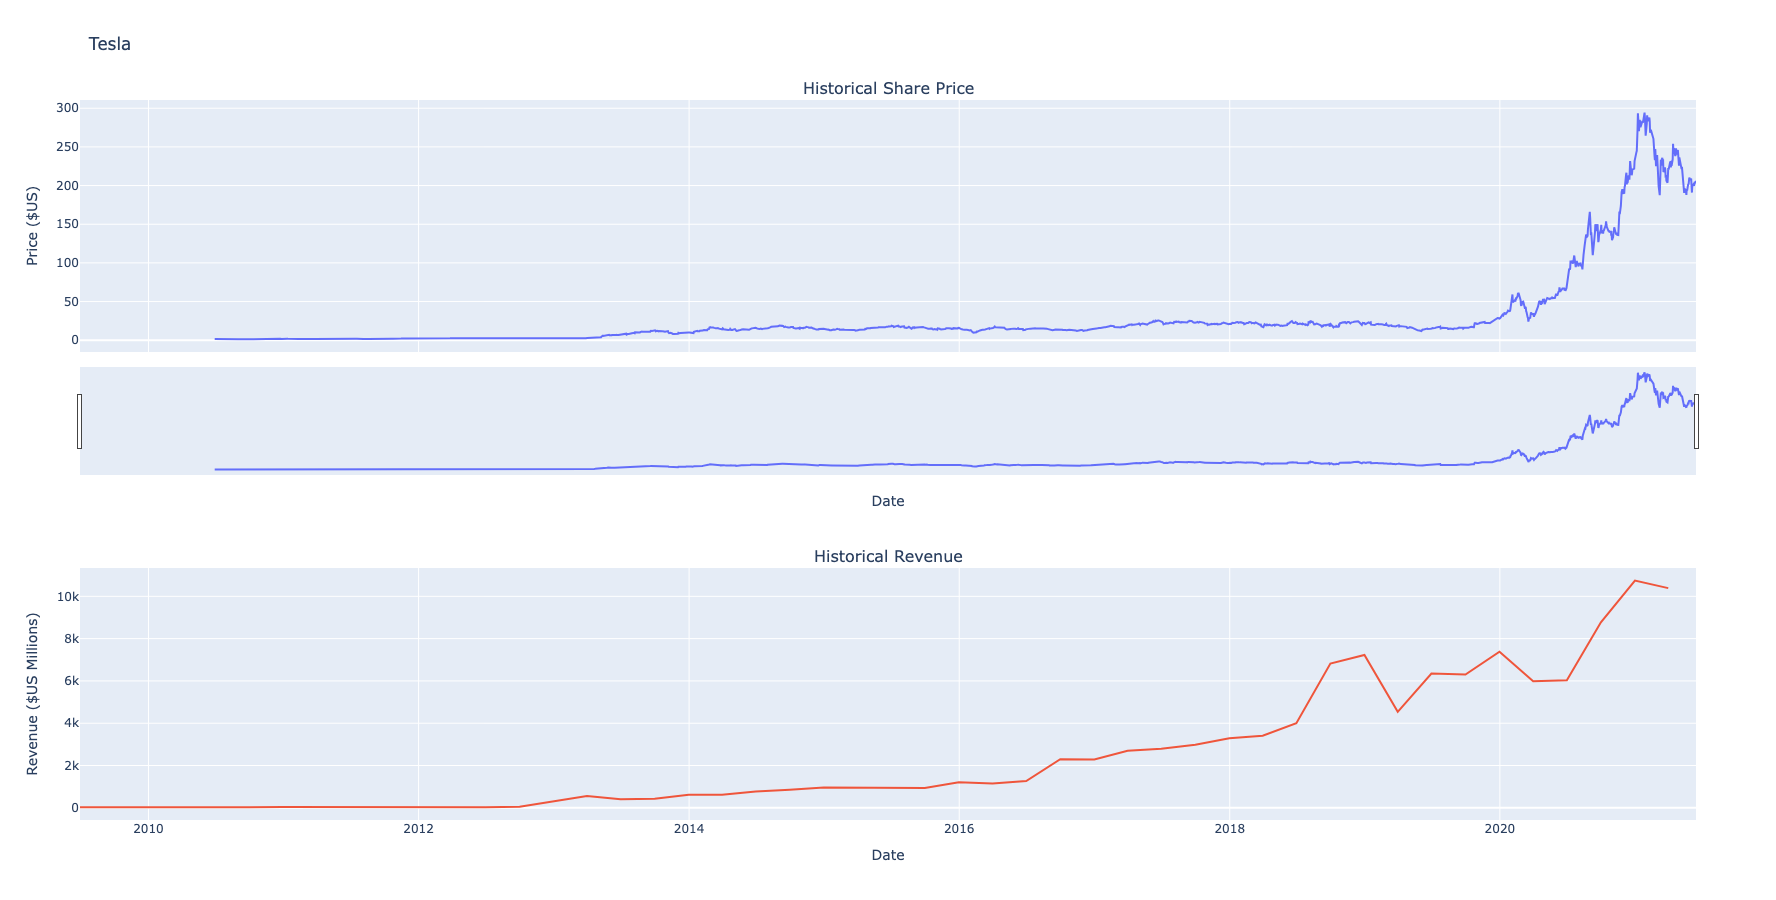 Tesla
Historical Share Price
300
250
200
150
100
50
0
Price ($US)
Date
Historical Revenue
10k
8k
6k
4k
2k
0
Revenue ($US Millions)
2010 2012 2014 2016 2018 2020
Date